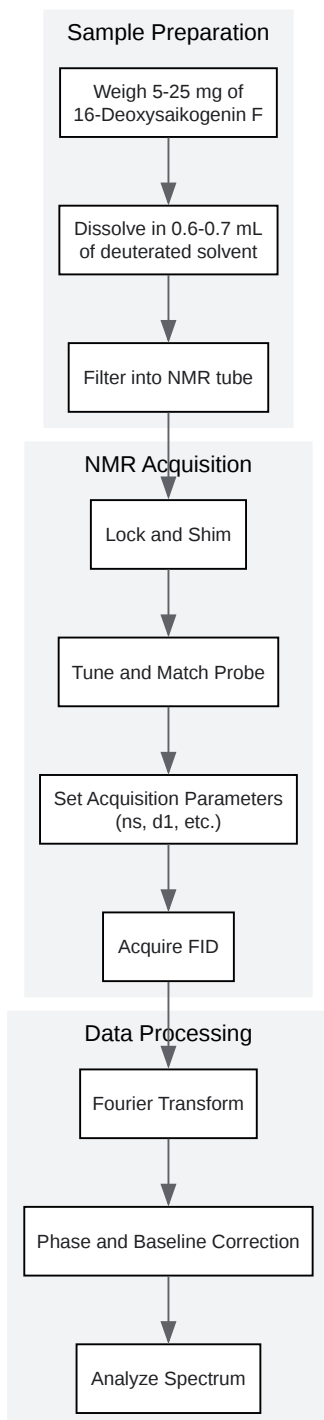 Sample Preparation
Weigh 5-25 mg of
16-Deoxysaikogenin F
Dissolve in 0.6-0.7 mL
of deuterated solvent
Filter into NMR tube
NMR Acquisition
Lock and Shim
Tune and Match Probe
Set Acquisition Parameters
(ns, d1, etc.)
Acquire FID
Data Processing
Fourier Transform
Phase and Baseline Correction
Analyze Spectrum